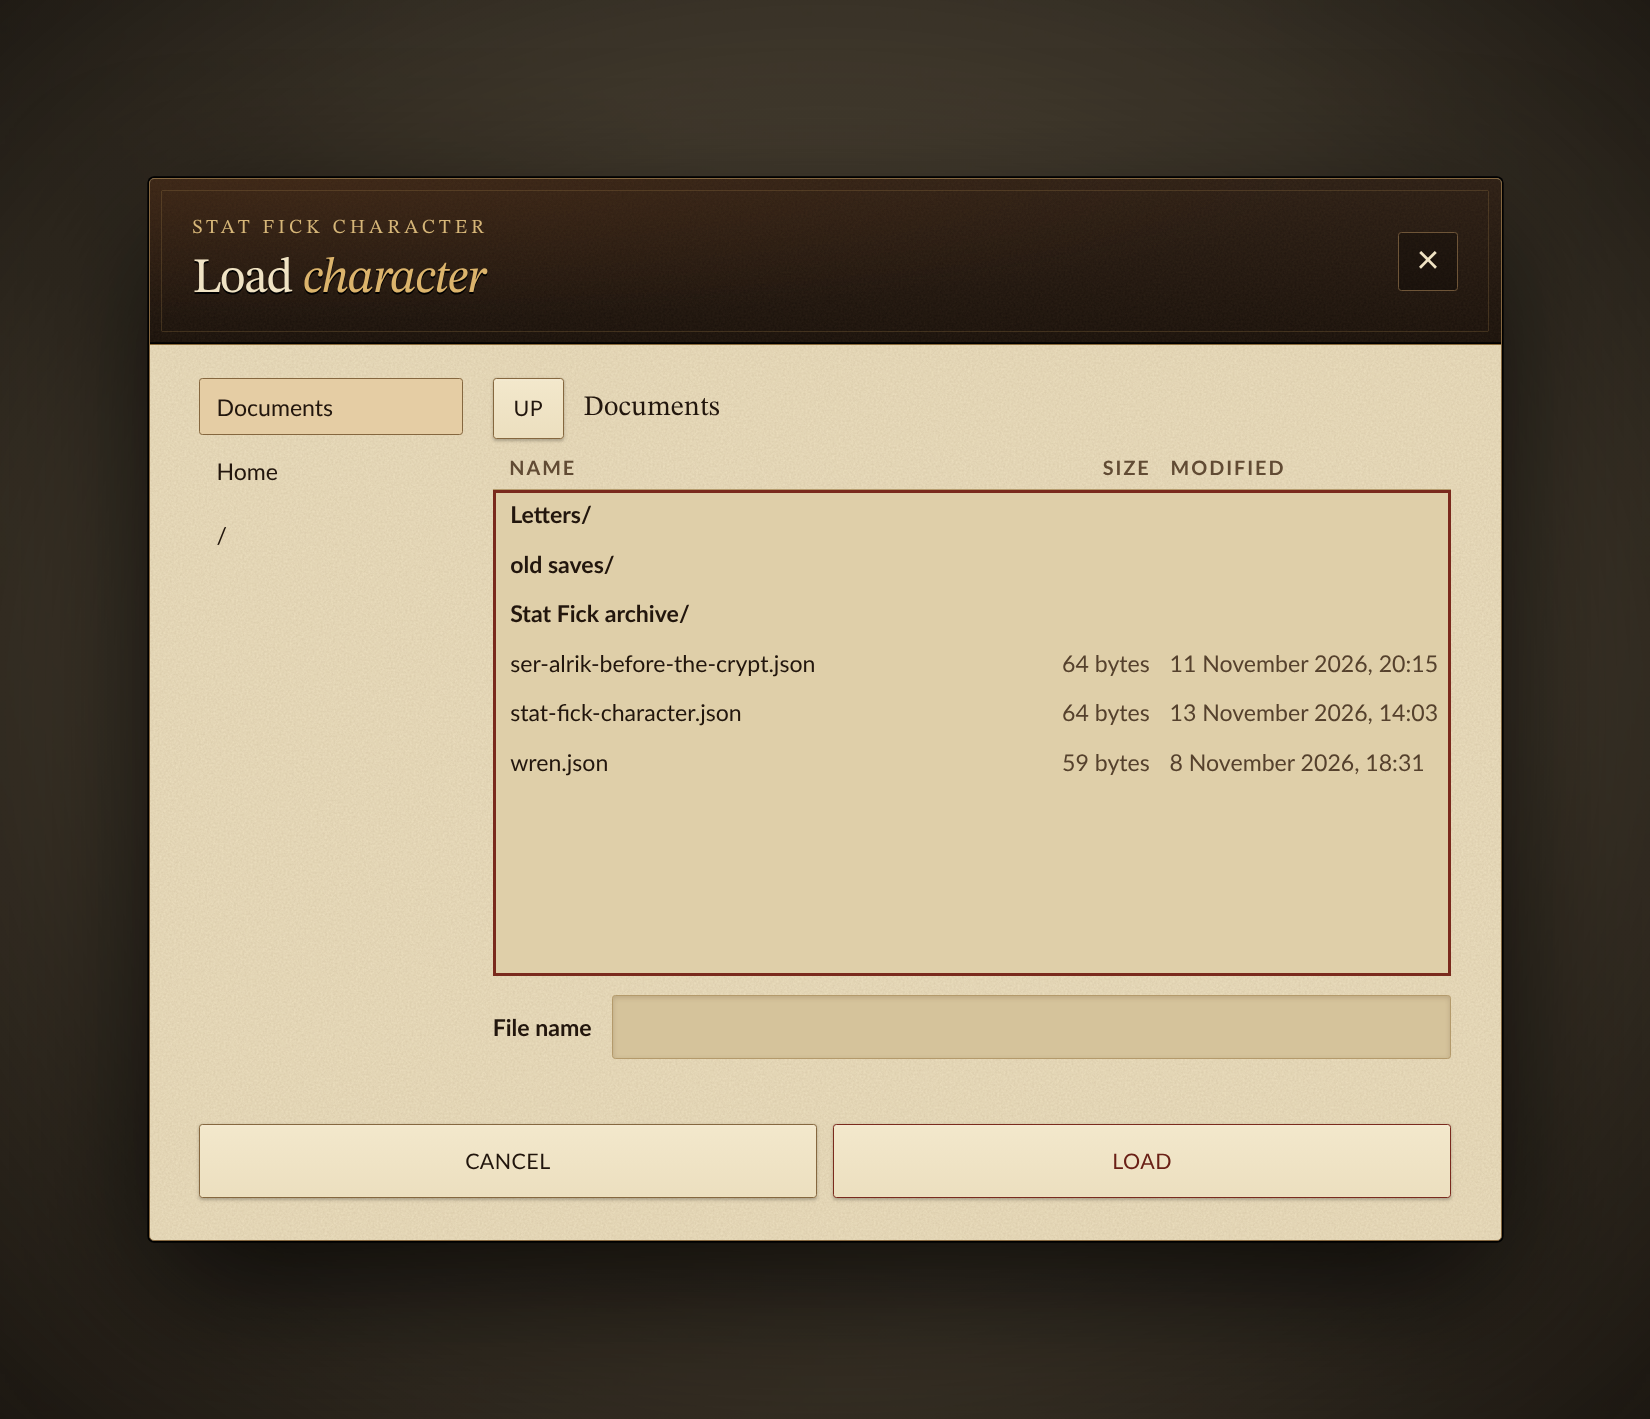 STAT FICK CHARACTER
Load character
×
Documents
Home
/
UP Documents
NAME SIZE MODIFIED
Letters/
old saves/
Stat Fick archive/
ser-alrik-before-the-crypt.json 64 bytes 11 November 2026, 20:15
stat-fick-character.json 64 bytes 13 November 2026, 14:03
wren.json 59 bytes 8 November 2026, 18:31
File name
CANCEL LOAD